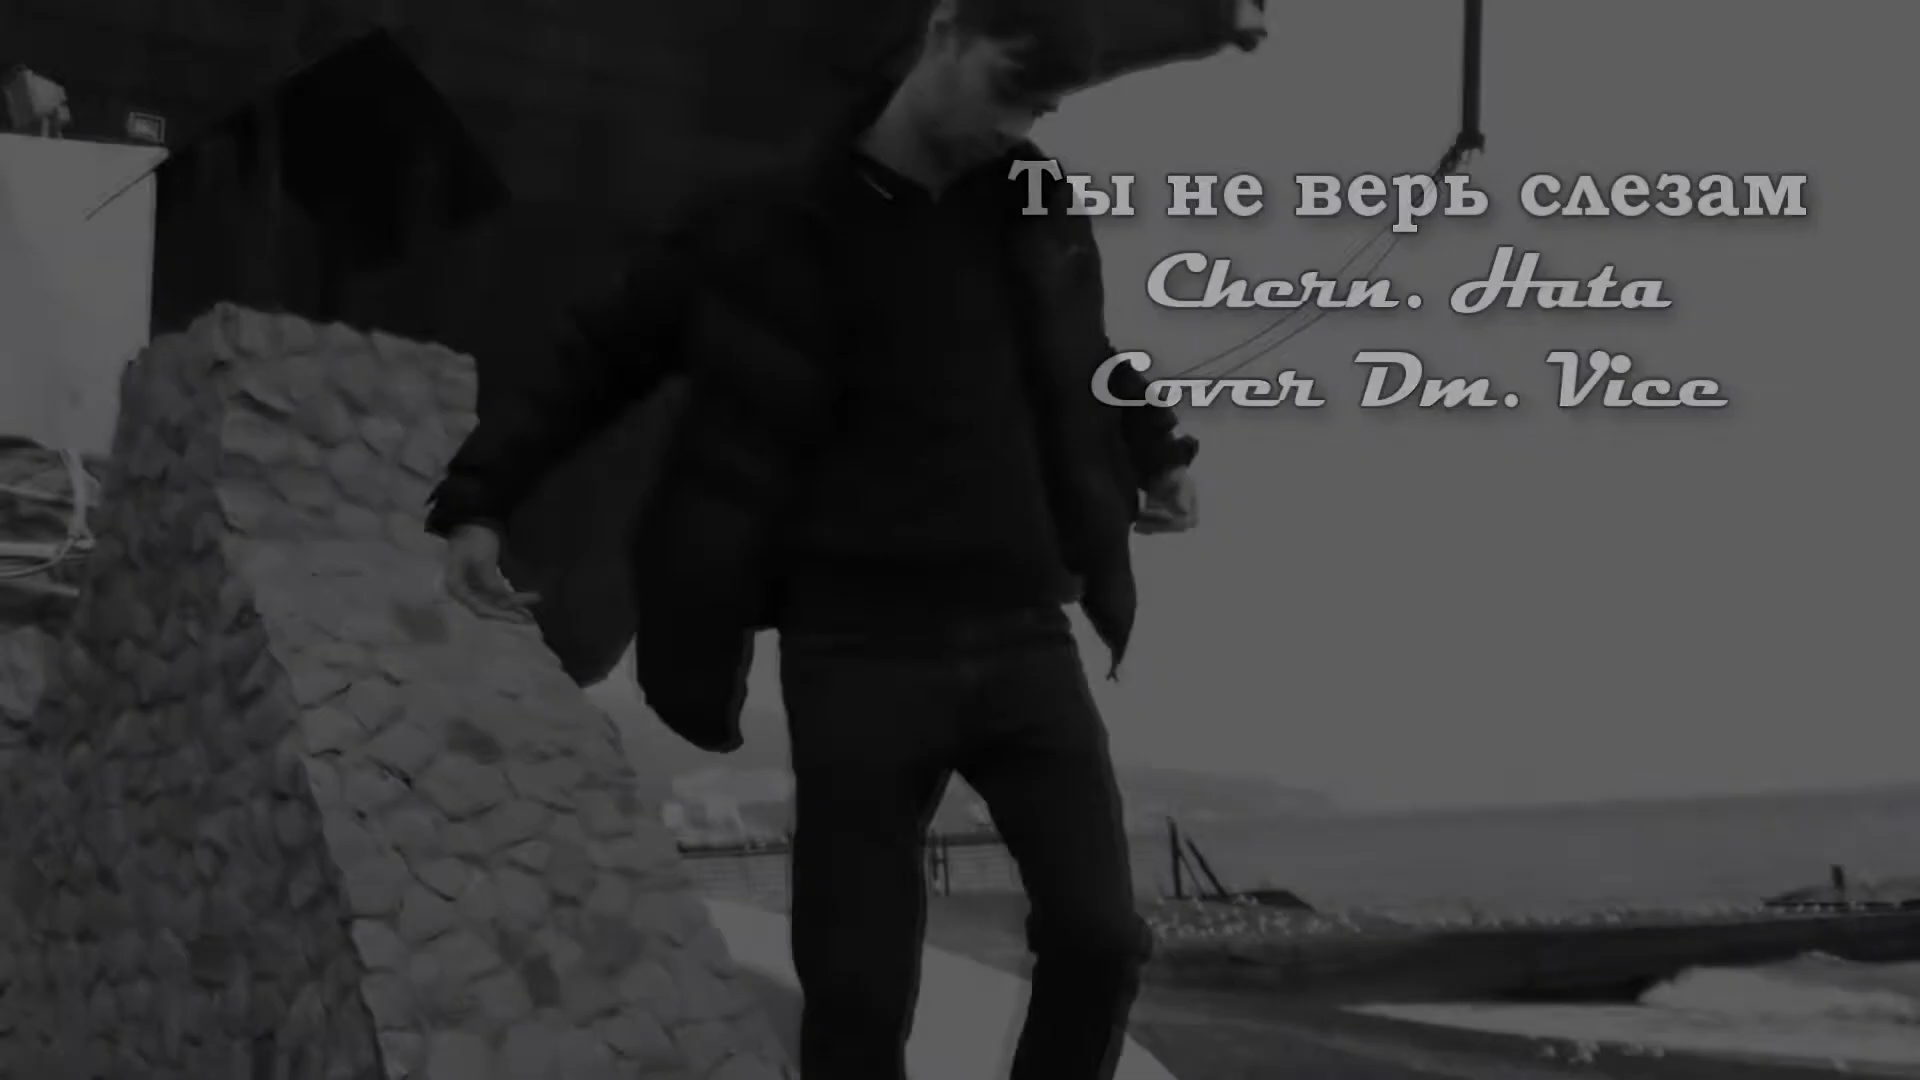 Ты не верь слезам
Chern. Hata
Cover Dm. Vice